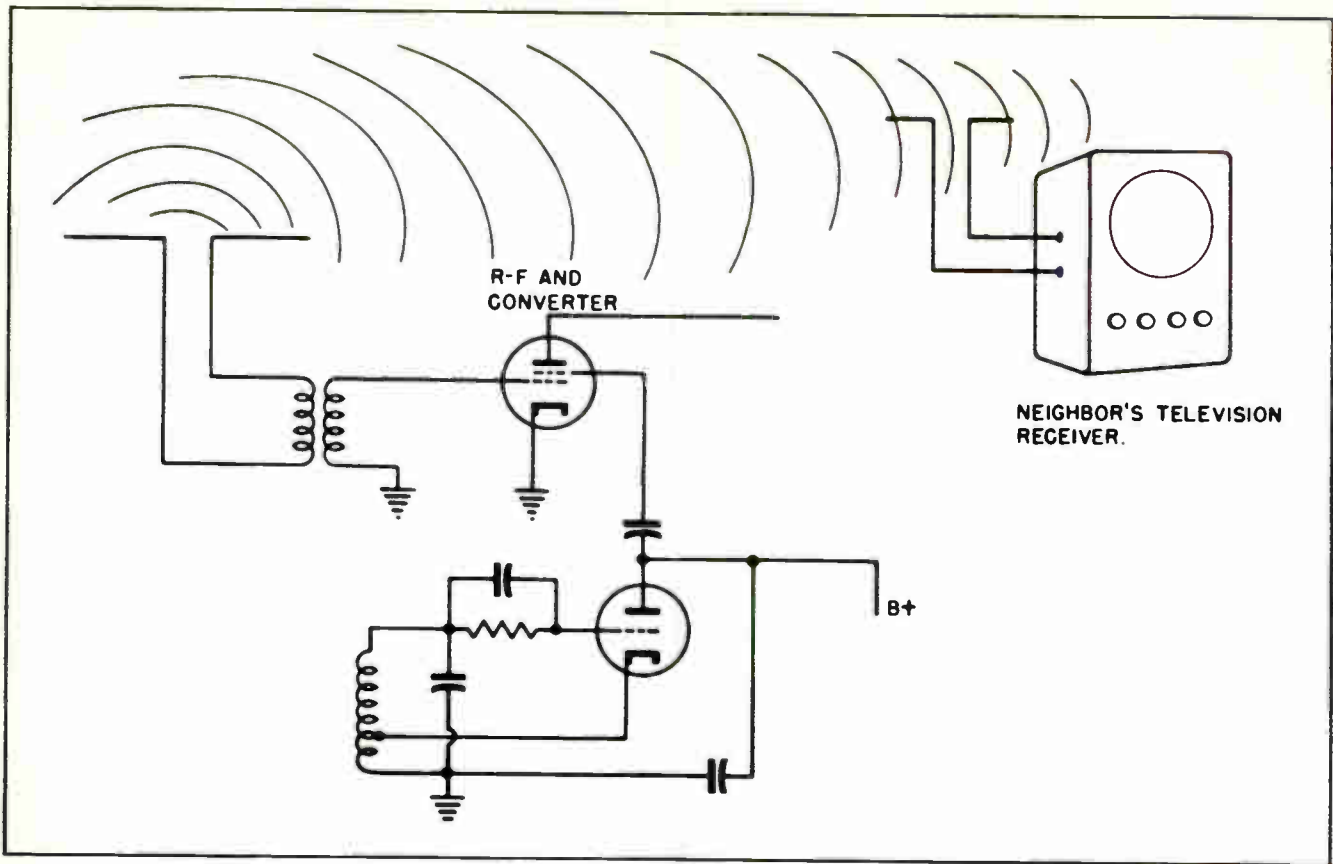 R-F AND
CONVERTER
NEIGHBOR'S TELEVISION
RECEIVER.
B+